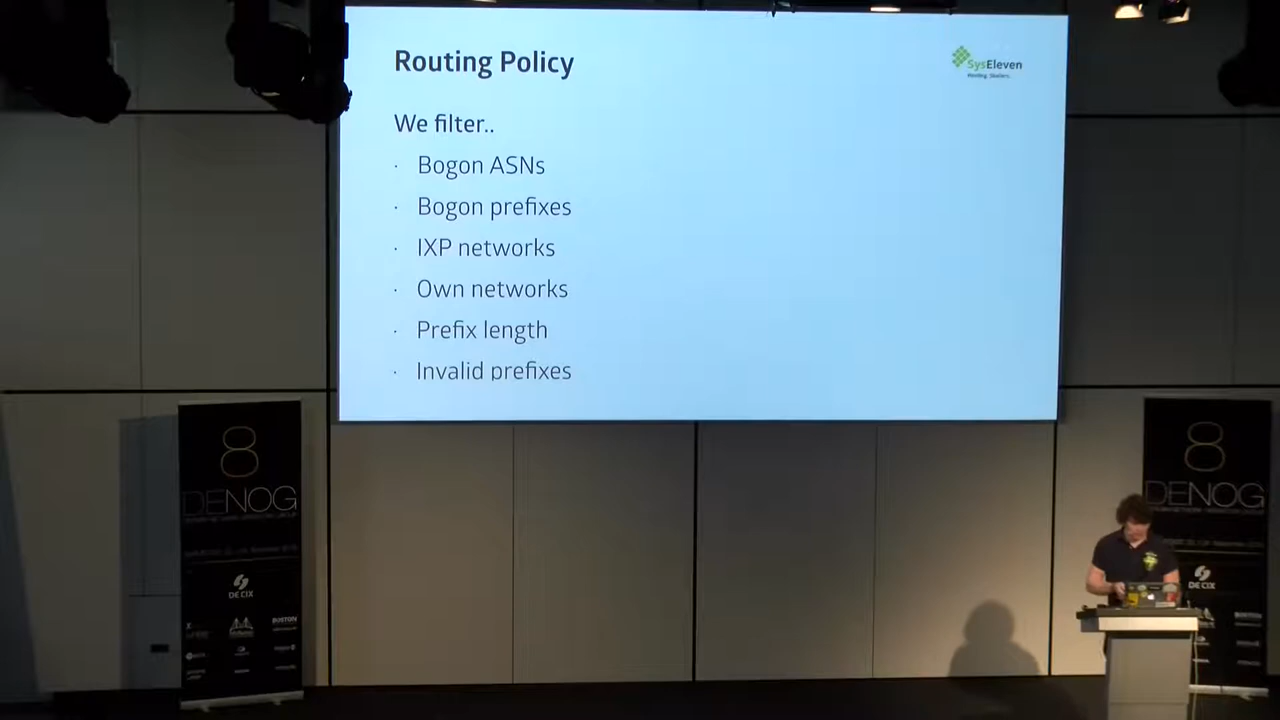 Routing Policy
SysEleven
We filter..
· Bogon ASNs
· Bogon prefixes
· IXP networks
· Own networks
· Prefix length
· Invalid prefixes
8
DENOG
DE CIX
BOSTON
8
DENOG
DE CIX